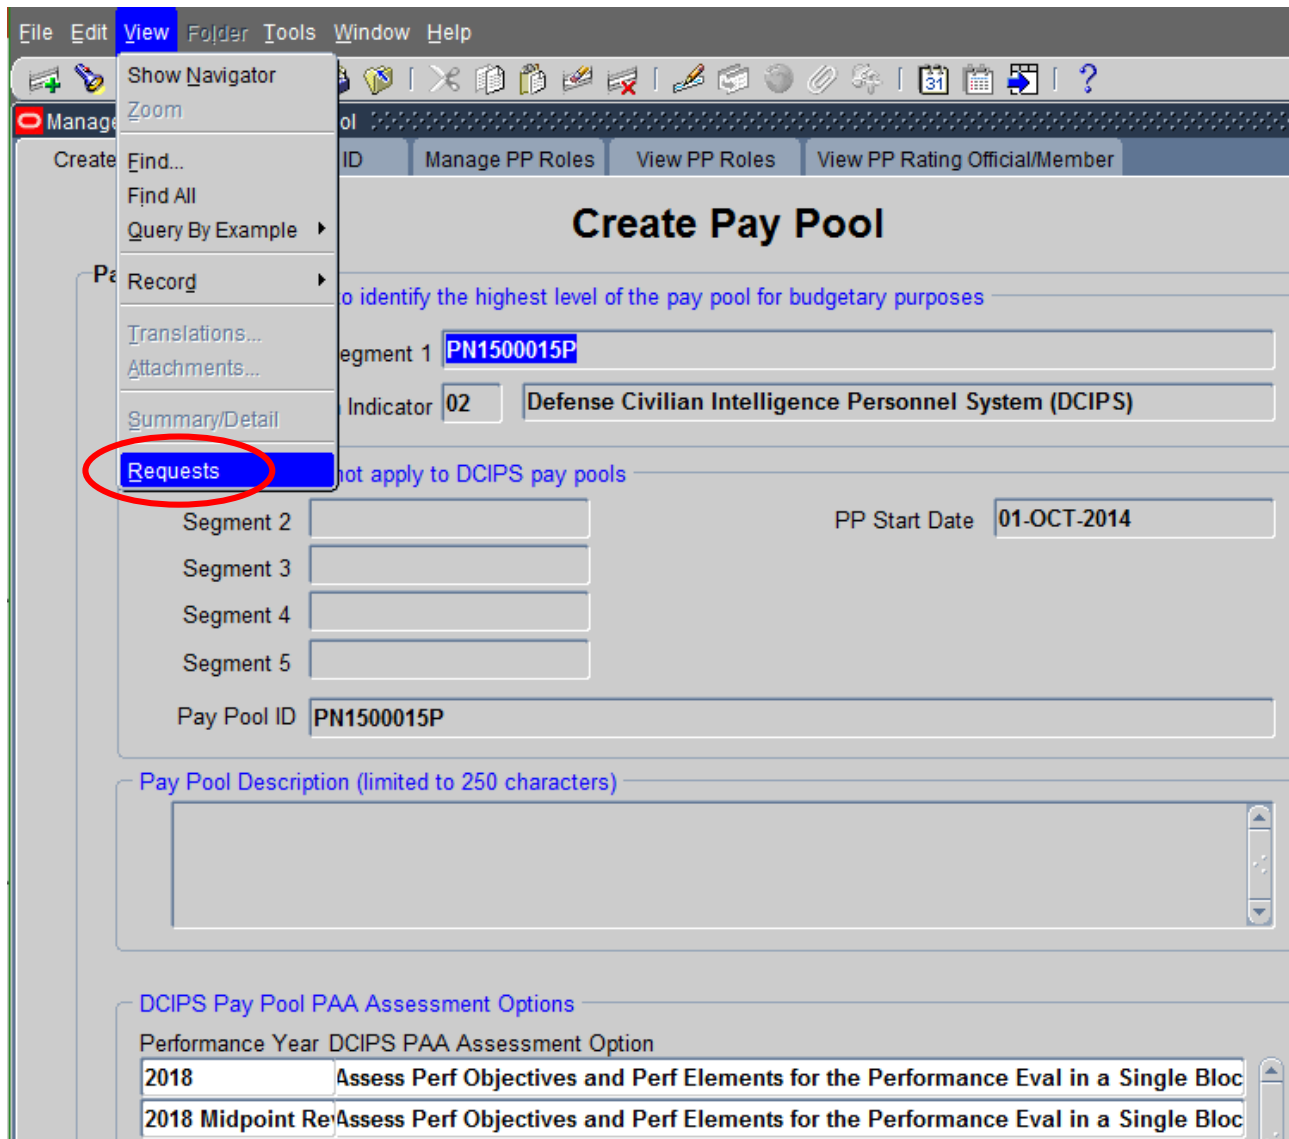 File Edit View Folder Tools Window Help
Show Navigator
31
?
Zoom
Manage
ol
Create
ID
Manage PP Roles
View PP Roles
View PP Rating Official/Member
Find...
Find All
Query By Example
Create Pay Pool
Record
to identify the highest level of the pay pool for budgetary purposes
Translations...
egment 1 PN1500015P
Attachments...
Indicator 02 Defense Civilian Intelligence Personnel System (DCIPS)
Summary/Detail
Requests
not apply to DCIPS pay pools
Segment 2
PP Start Date 01-OCT-2014
Segment 3
Segment 4
Segment 5
Pay Pool ID PN1500015P
Pay Pool Description (limited to 250 characters)
DCIPS Pay Pool PAA Assessment Options
Performance Year DCIPS PAA Assessment Option
2018 Assess Perf Objectives and Perf Elements for the Performance Eval in a Single Bloc
2018 Midpoint Re Assess Perf Objectives and Perf Elements for the Performance Eval in a Single Bloc